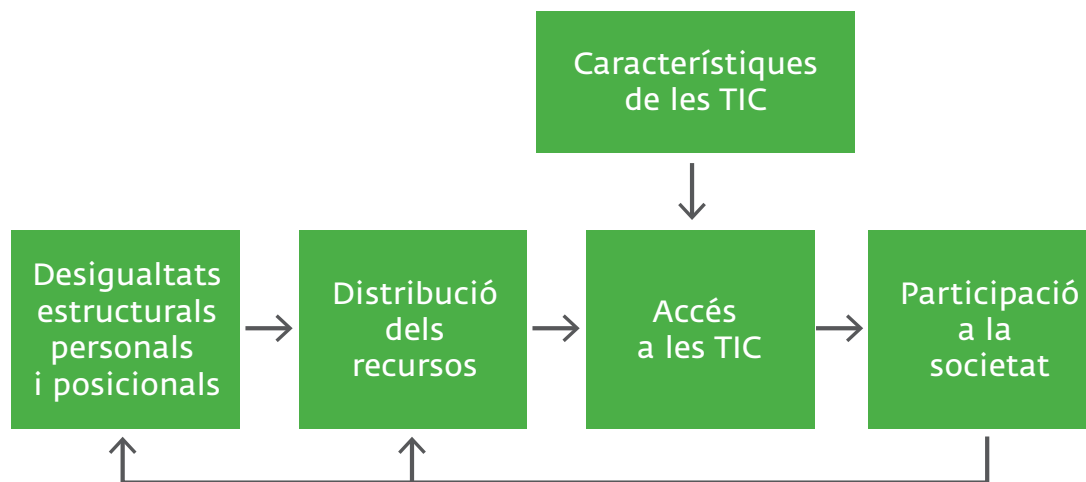 Característiques
de les TIC
Desigualtats
estructurals
personals
i posicionals
Distribució
dels
recursos
Accés
a les TIC
Participació
a la
societat